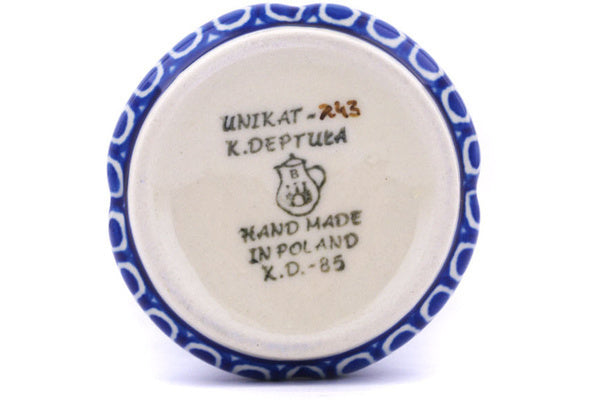 UNIKAT - 243
K. DEPTUŁA
B
HAND MADE
IN POLAND
K.D.-85